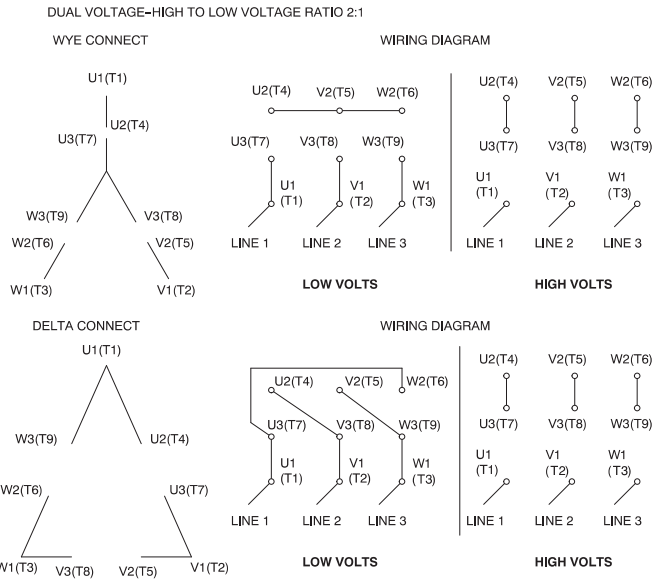 DUAL VOLTAGE–HIGH TO LOW VOLTAGE RATIO 2:1
WYE CONNECT
U1(T1)
U2(T4)
U3(T7)
W3(T9) V3(T8)
W2(T6) V2(T5)
W1(T3) V1(T2)
WIRING DIAGRAM
U2(T4) V2(T5) W2(T6)
U3(T7) V3(T8) W3(T9)
U1 V1 W1
(T1) (T2) (T3)
LINE 1 LINE 2 LINE 3
LOW VOLTS
U2(T4) V2(T5) W2(T6)
U3(T7) V3(T8) W3(T9)
U1 V1 W1
(T1) (T2) (T3)
LINE 1 LINE 2 LINE 3
HIGH VOLTS
DELTA CONNECT
U1(T1)
W3(T9) U2(T4)
W2(T6) U3(T7)
W1(T3) V3(T8) V2(T5) V1(T2)
WIRING DIAGRAM
U2(T4) V2(T5) W2(T6)
U3(T7) V3(T8) W3(T9)
U1 V1 W1
(T1) (T2) (T3)
LINE 1 LINE 2 LINE 3
LOW VOLTS
U2(T4) V2(T5) W2(T6)
U3(T7) V3(T8) W3(T9)
U1 V1 W1
(T1) (T2) (T3)
LINE 1 LINE 2 LINE 3
HIGH VOLTS